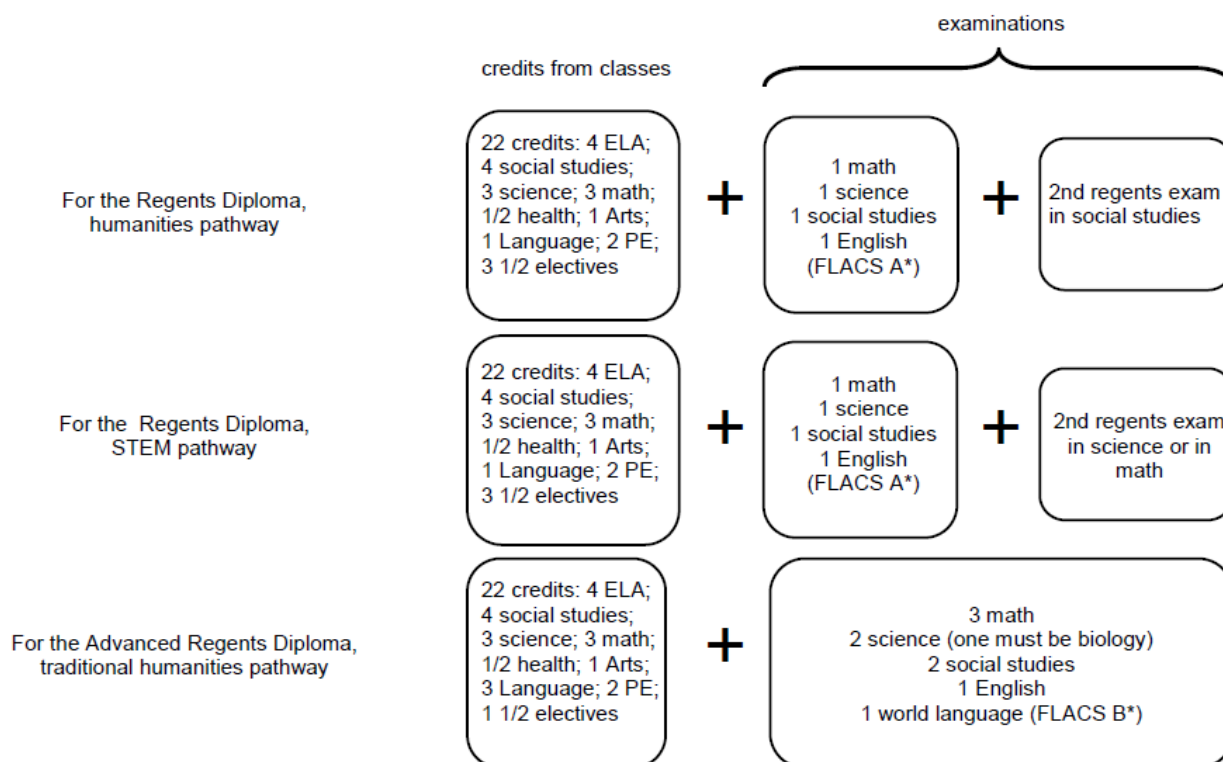 examinations
credits from classes
For the Regents Diploma,
humanities pathway
22 credits: 4 ELA;
4 social studies;
3 science; 3 math;
1/2 health; 1 Arts;
1 Language; 2 PE;
3 1/2 electives
+
1 math
1 science
1 social studies
1 English
(FLACS A*)
+
2nd regents exam
in social studies
For the Regents Diploma,
STEM pathway
22 credits: 4 ELA;
4 social studies;
3 science; 3 math;
1/2 health; 1 Arts;
1 Language; 2 PE;
3 1/2 electives
+
1 math
1 science
1 social studies
1 English
(FLACS A*)
+
2nd regents exam
in science or in
math
For the Advanced Regents Diploma,
traditional humanities pathway
22 credits: 4 ELA;
4 social studies;
3 science; 3 math;
1/2 health; 1 Arts;
3 Language; 2 PE;
1 1/2 electives
+
3 math
2 science (one must be biology)
2 social studies
1 English
1 world language (FLACS B*)